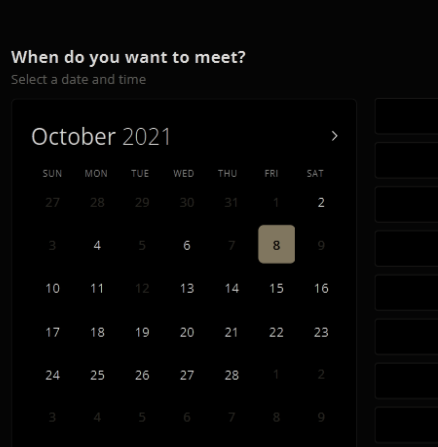 When do you want to meet?
Select a date and time
October 2021
SUN MON TUE WED THU FRI SAT
27 28 29 30 31 1 2
3 4 5 6 7 8 9
10 11 12 13 14 15 16
17 18 19 20 21 22 23
24 25 26 27 28 1 2
3 4 5 6 7 8 9